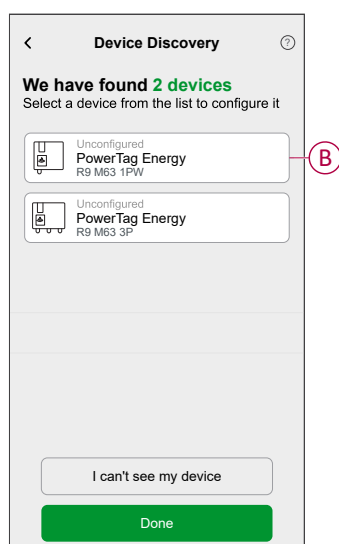 Device Discovery ?
We have found 2 devices
Select a device from the list to configure it
Unconfigured
PowerTag Energy
R9 M63 1PW
B
Unconfigured
PowerTag Energy
R9 M63 3P
I can't see my device
Done